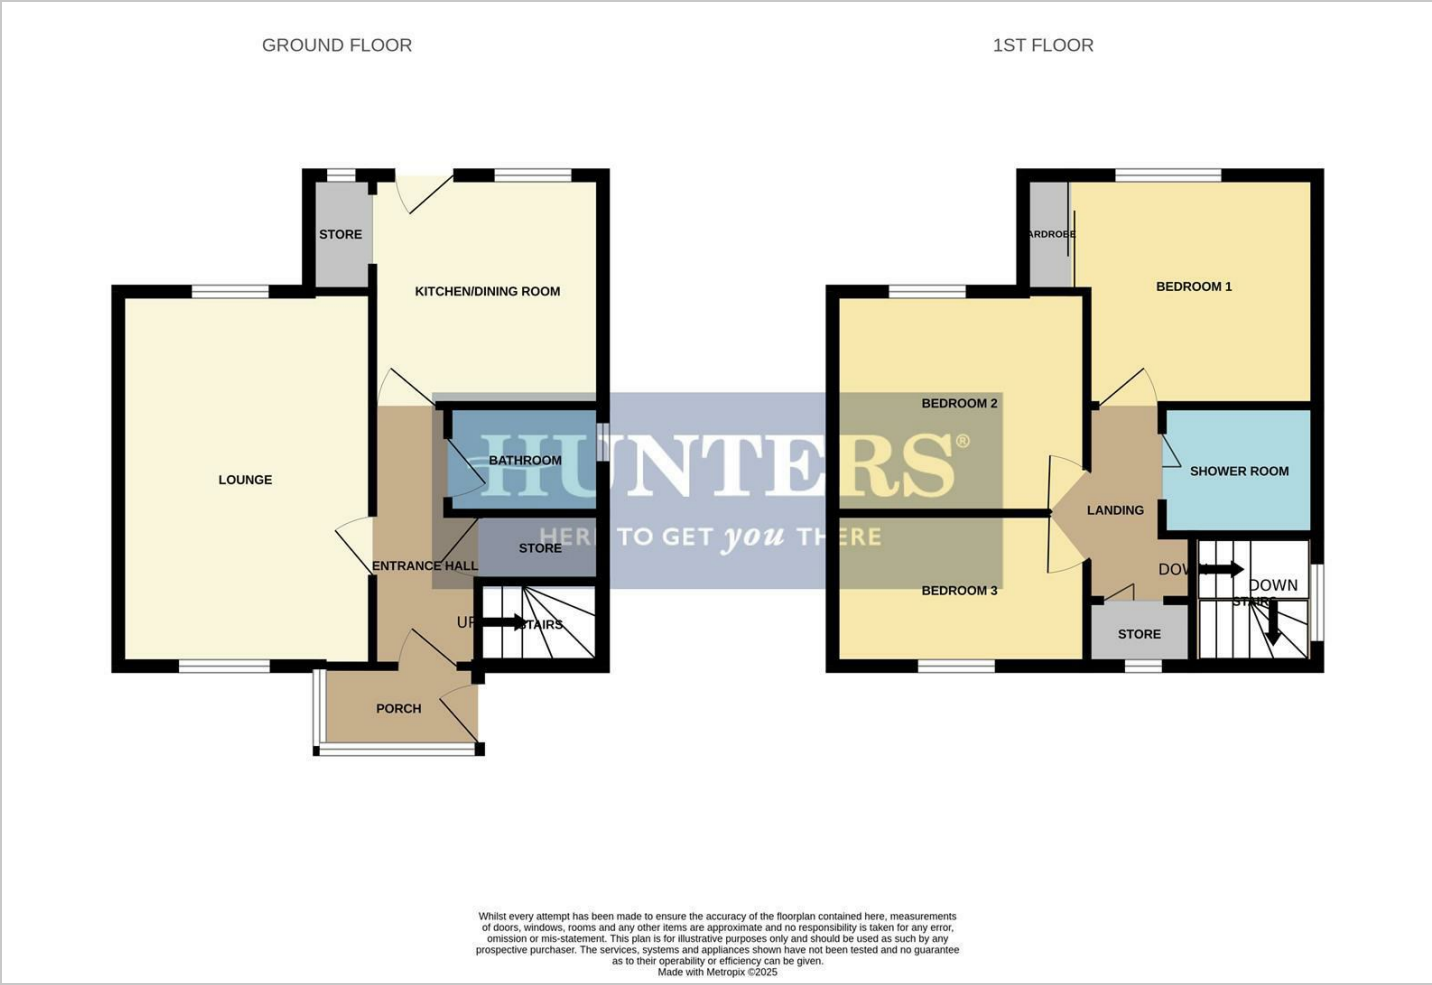 GROUND FLOOR
1ST FLOOR
STORE
KITCHEN/DINING ROOM
LOUNGE
BATHROOM
STORE
ENTRANCE HALL
UP
STAIRS
PORCH
ARDROBE
BEDROOM 1
BEDROOM 2
SHOWER ROOM
LANDING
BEDROOM 3
DOWN
DOWN
STAIRS
STORE
HUNTERS®
HERE TO GET you THERE
Whilst every attempt has been made to ensure the accuracy of the floorplan contained here, measurements
of doors, windows, rooms and any other items are approximate and no responsibility is taken for any error,
omission or mis-statement. This plan is for illustrative purposes only and should be used as such by any
prospective purchaser. The services, systems and appliances shown have not been tested and no guarantee
as to their operability or efficiency can be given.
Made with Metropix ©2025